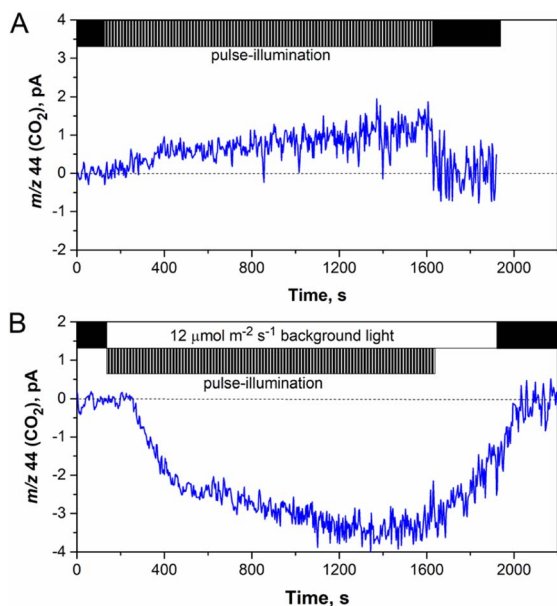 A
4
3
2
1
0
-1
-2
m/z 44 (CO₂), pA
pulse-illumination
0 400 800 1200 1600 2000
Time, s
B
2
1
0
-1
-2
-3
-4
m/z 44 (CO₂), pA
12 μmol m⁻² s⁻¹ background light
pulse-illumination
0 400 800 1200 1600 2000
Time, s